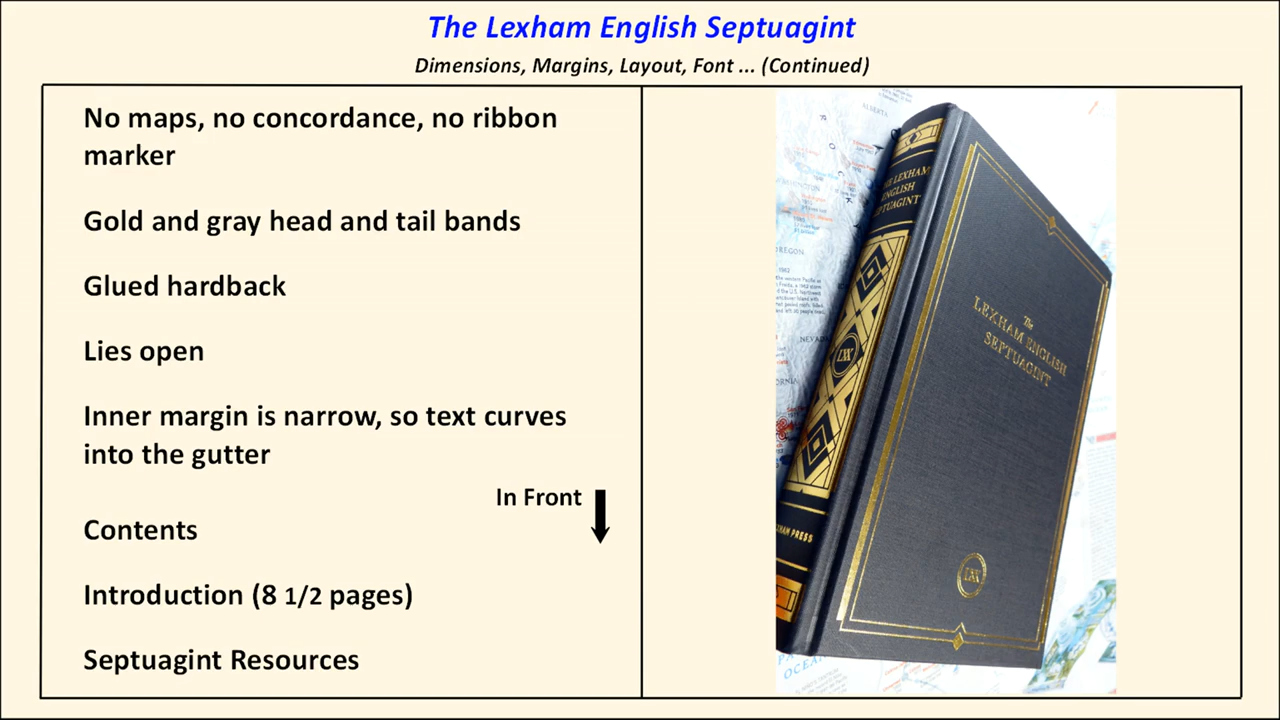 The Lexham English Septuagint
Dimensions, Margins, Layout, Font ... (Continued)
No maps, no concordance, no ribbon
marker
Gold and gray head and tail bands
Glued hardback
Lies open
Inner margin is narrow, so text curves
into the gutter
In Front
Contents
Introduction (8 1/2 pages)
Septuagint Resources
ALBERTA
THE LEXHAM
ENGLISH
SEPTUAGINT
LXX
PRESS
The
LEXHAM ENGLISH
SEPTUAGINT
LXX